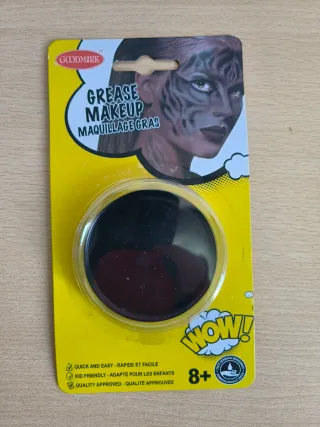 GOODMARK
GREASE
MAKEUP
MAQUILLAGE GRAS
WOW!
QUICK AND EASY - RAPIDE ET FACILE
KID FRIENDLY - ADAPTÉ POUR LES ENFANTS
QUALITY APPROVED - QUALITÉ APPROUVÉE
8+